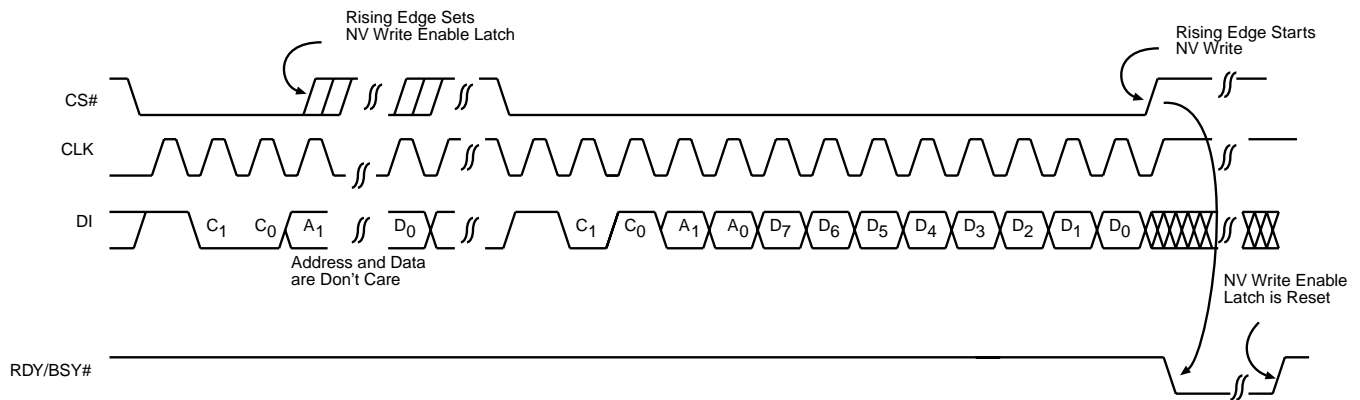 Rising Edge Sets
NV Write Enable Latch
Rising Edge Starts
NV Write
CS#
CLK
DI
C1 C0 A1 D0 C1 C0 A1 A0 D7 D6 D5 D4 D3 D2 D1 D0
Address and Data
are Don't Care
NV Write Enable
Latch is Reset
RDY/BSY#